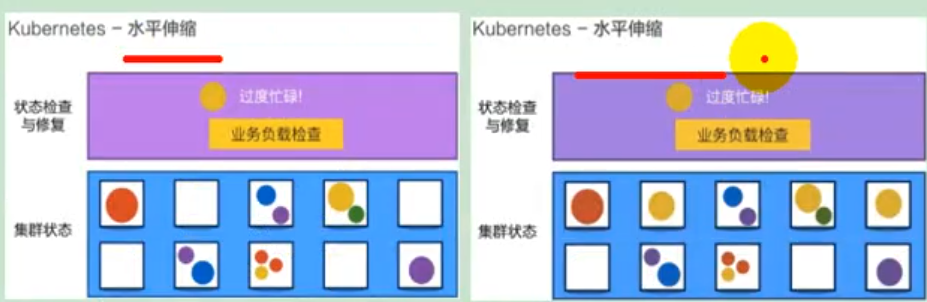 Kubernetes - 水平伸缩
过度忙碌!
状态检查
与修复
业务负载检查
集群状态
Kubernetes - 水平伸缩
过度忙碌!
状态检查
与修复
业务负载检查
集群状态